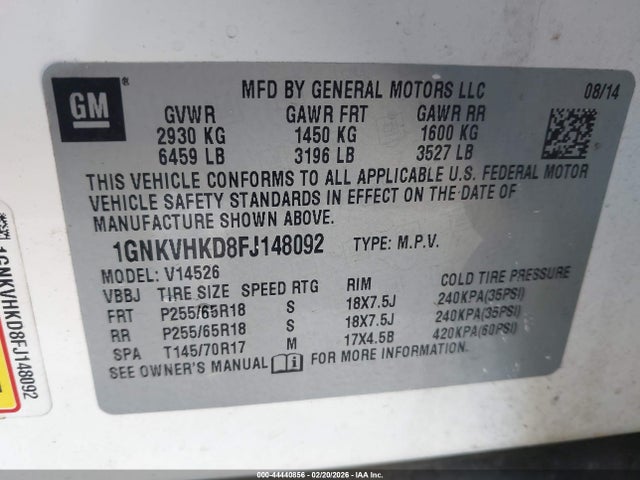 GM ®
MFD BY GENERAL MOTORS LLC 08/14
GVWR GAWR FRT GAWR RR
2930 KG 1450 KG 1600 KG
6459 LB 3196 LB 3527 LB
THIS VEHICLE CONFORMS TO ALL APPLICABLE U.S. FEDERAL MOTOR
VEHICLE SAFETY STANDARDS IN EFFECT ON THE DATE OF
MANUFACTURE SHOWN ABOVE.
1GNKVHKD8FJ148092 TYPE: M.P.V.
MODEL: V14526
VBBJ TIRE SIZE SPEED RTG RIM COLD TIRE PRESSURE
FRT P255/65R18 S 18X7.5J 240KPA(35PSI)
RR P255/65R18 S 18X7.5J 240KPA(35PSI)
SPA T145/70R17 M 17X4.5B 420KPA(60PSI)
SEE OWNER'S MANUAL FOR MORE INFORMATION.
1GNKVHKD8FJ148092
000-44440856 - 02/20/2026 - IAA Inc.